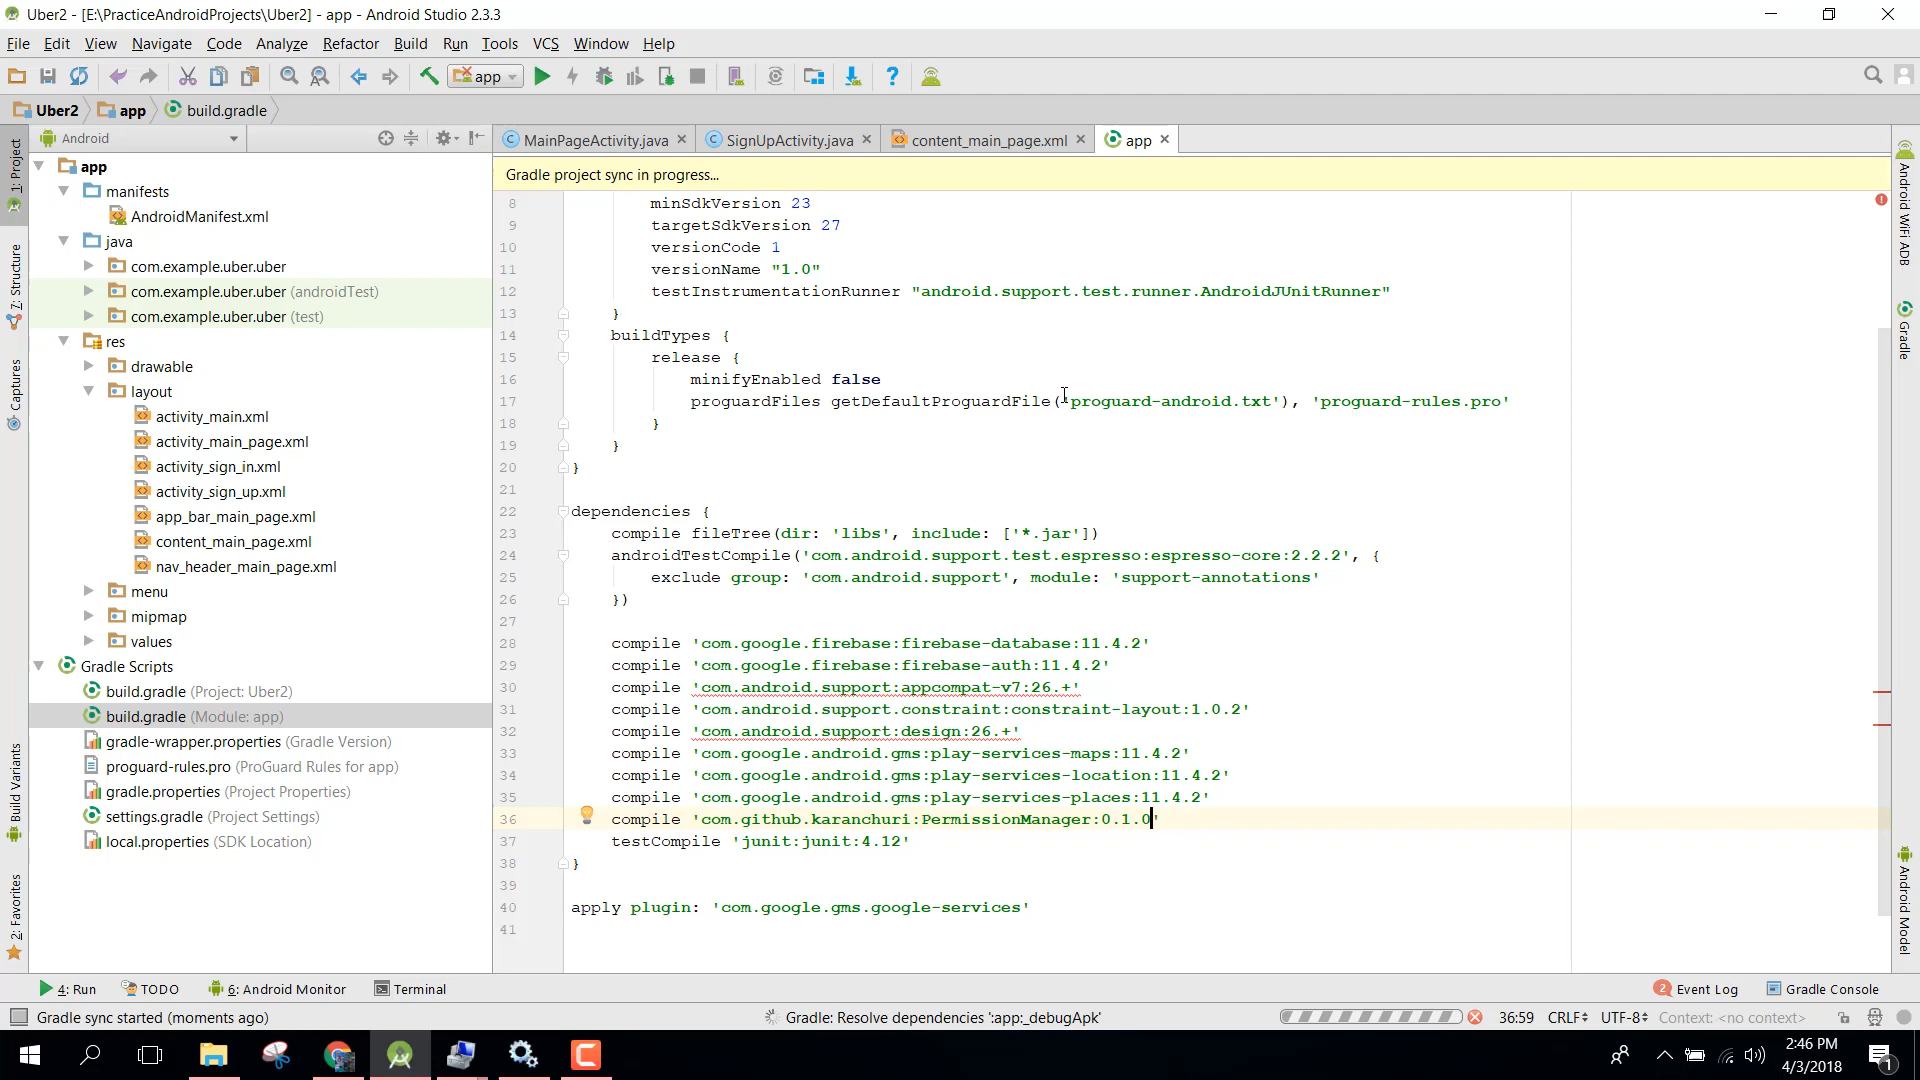 Uber2 - [E:\PracticeAndroidProjects\Uber2] - app - Android Studio 2.3.3
File Edit View Navigate Code Analyze Refactor Build Run Tools VCS Window Help
app
Uber2 app build.gradle
Android
MainPageActivity.java SignUpActivity.java content_main_page.xml app
Gradle project sync in progress...
1: Project
7: Structure
Captures
Build Variants
2: Favorites
app
manifests
AndroidManifest.xml
java
com.example.uber.uber
com.example.uber.uber (androidTest)
com.example.uber.uber (test)
res
drawable
layout
activity_main.xml
activity_main_page.xml
activity_sign_in.xml
activity_sign_up.xml
app_bar_main_page.xml
content_main_page.xml
nav_header_main_page.xml
menu
mipmap
values
Gradle Scripts
build.gradle (Project: Uber2)
build.gradle (Module: app)
gradle-wrapper.properties (Gradle Version)
proguard-rules.pro (ProGuard Rules for app)
gradle.properties (Project Properties)
settings.gradle (Project Settings)
local.properties (SDK Location)
8 minSdkVersion 23
9 targetSdkVersion 27
10 versionCode 1
11 versionName "1.0"
12 testInstrumentationRunner "android.support.test.runner.AndroidJUnitRunner"
13 }
14 buildTypes {
15 release {
16 minifyEnabled false
17 proguardFiles getDefaultProguardFile('proguard-android.txt'), 'proguard-rules.pro'
18 }
19 }
20 }
21
22 dependencies {
23 compile fileTree(dir: 'libs', include: ['*.jar'])
24 androidTestCompile('com.android.support.test.espresso:espresso-core:2.2.2', {
25 exclude group: 'com.android.support', module: 'support-annotations'
26 })
27
28 compile 'com.google.firebase:firebase-database:11.4.2'
29 compile 'com.google.firebase:firebase-auth:11.4.2'
30 compile 'com.android.support:appcompat-v7:26.+'
31 compile 'com.android.support.constraint:constraint-layout:1.0.2'
32 compile 'com.android.support:design:26.+'
33 compile 'com.google.android.gms:play-services-maps:11.4.2'
34 compile 'com.google.android.gms:play-services-location:11.4.2'
35 compile 'com.google.android.gms:play-services-places:11.4.2'
36 compile 'com.github.karanchuri:PermissionManager:0.1.0'
37 testCompile 'junit:junit:4.12'
38 }
39
40 apply plugin: 'com.google.gms.google-services'
41
Android WiFi ADB
Gradle
Android Model
4: Run TODO 6: Android Monitor Terminal 2 Event Log Gradle Console
Gradle sync started (moments ago) Gradle: Resolve dependencies ':app:_debugApk' 36:59 CRLF UTF-8 Context: <no context>
2:46 PM
4/3/2018
1